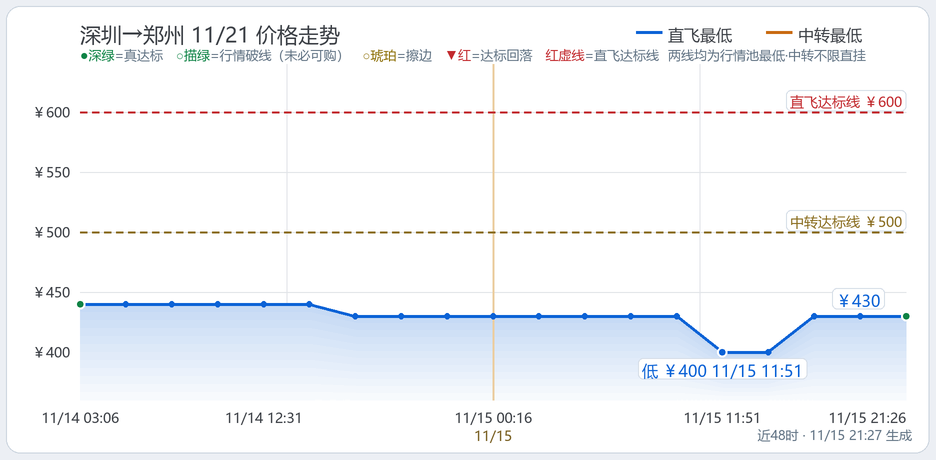 深圳→郑州 11/21 价格走势
直飞最低 中转最低
●深绿=真达标 ○描绿=行情破线（未必可购） ○琥珀=擦边 ▼红=达标回落 红虚线=直飞达标线 两线均为行情池最低·中转不限直挂
¥600
直飞达标线 ¥600
¥550
¥500
中转达标线 ¥500
¥450
¥430
¥400
低 ¥400 11/15 11:51
11/14 03:06 11/14 12:31 11/15 00:16 11/15 11:51 11/15 21:26
11/15
近48时 · 11/15 21:27 生成